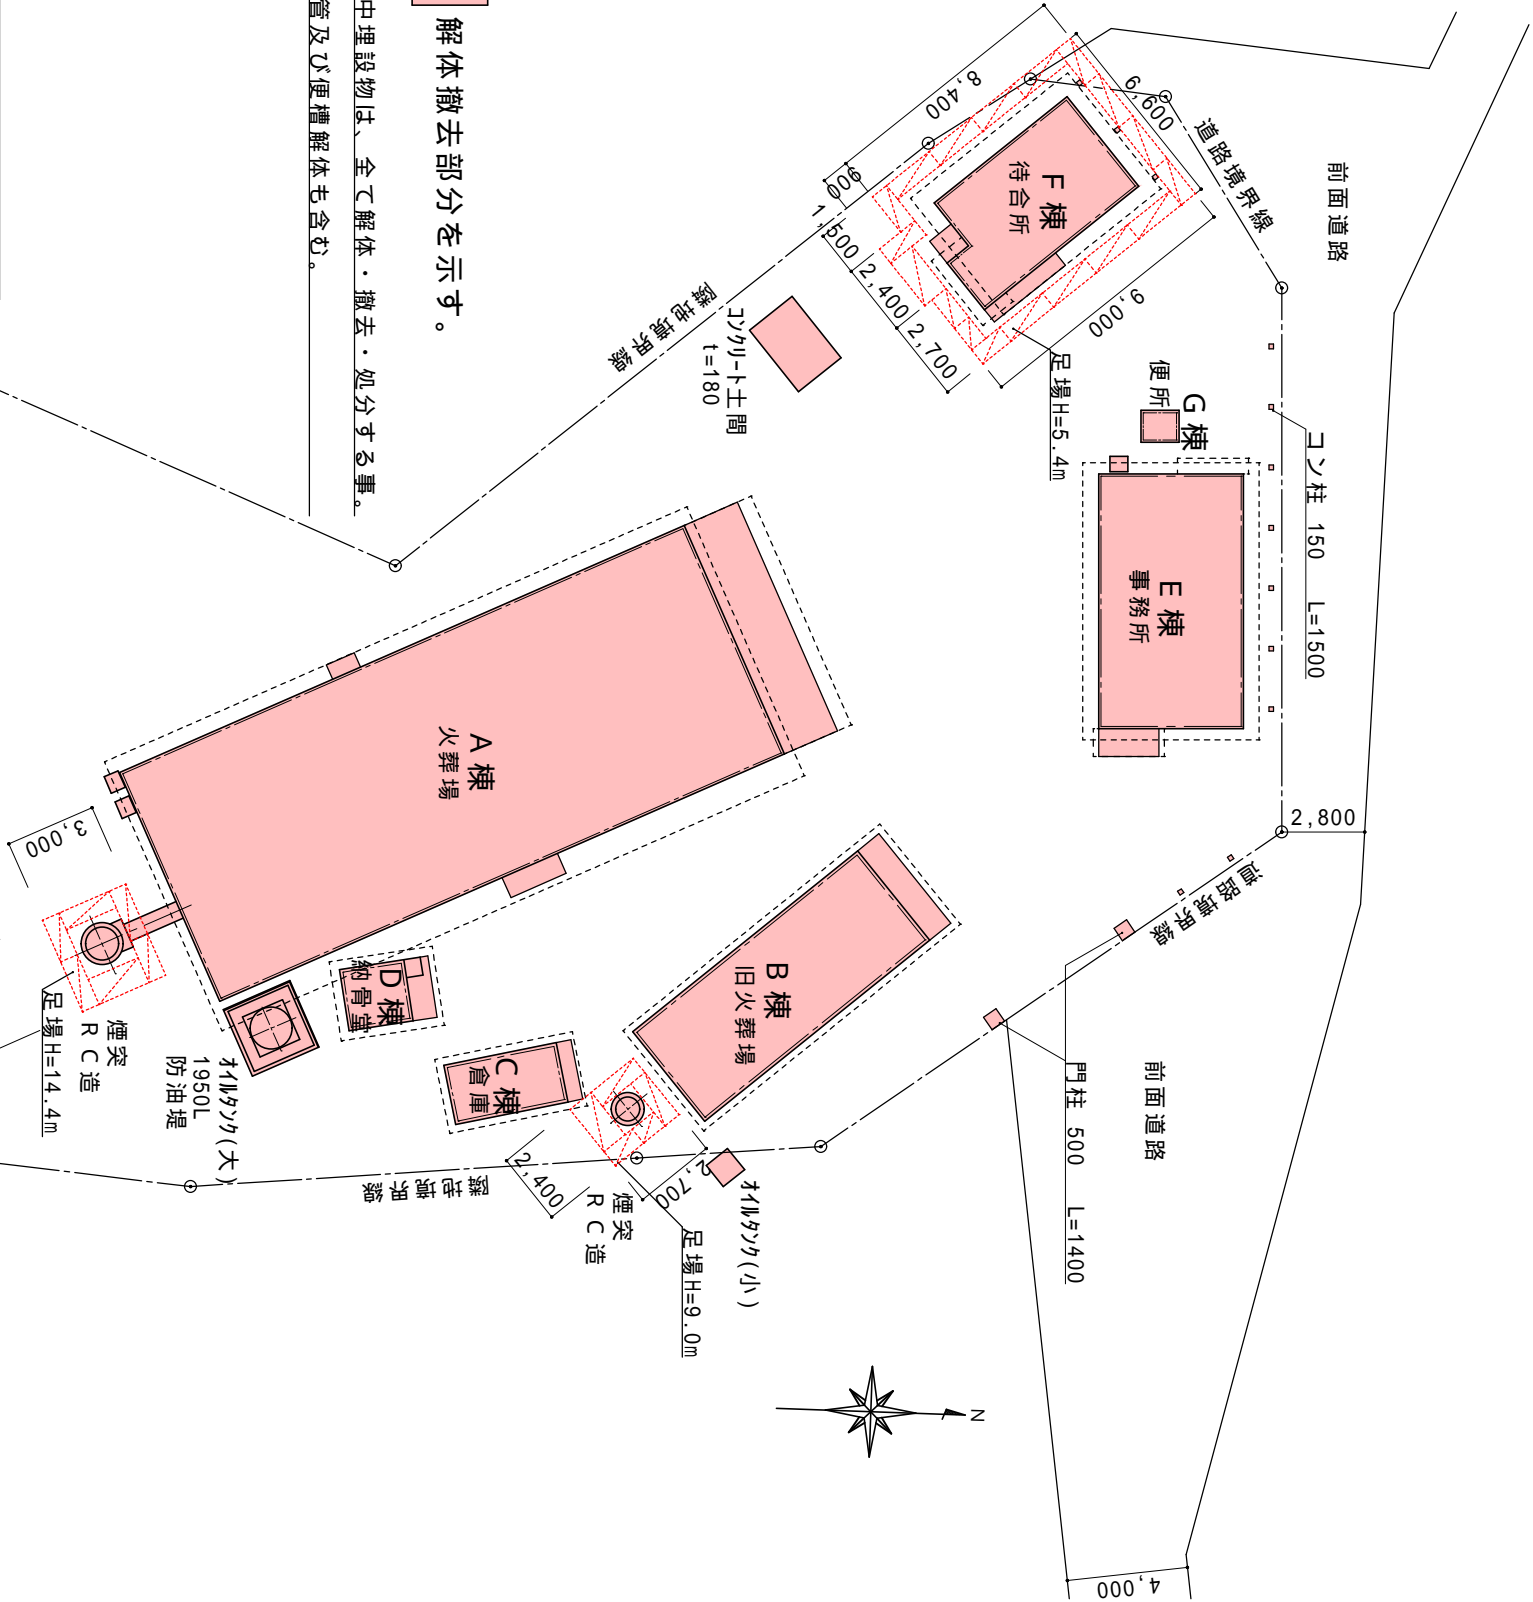 解体撤去部分を示す。
中埋設物は、全て解体・撤去・処分する事。
管及び便槽解体も含む。
前面道路
道路境界線
6,600
8,400
900
1,500
2,400
2,700
9,000
F棟
待合所
足場H=5.4m
隣地境界線
コンクリート土間
t=180
G棟
便所
コン柱 150 L=1500
E棟
事務所
2,800
道路境界線
A棟
火葬場
3,000
B棟
旧火葬場
D棟
納骨堂
C棟
倉庫
煙突
RC造
足場H=14.4m
オイルタンク(大)
1950L
防油堤
隣地境界線
2,400
2,700
煙突
RC造
足場H=9.0m
オイルタンク(小)
門柱 500 L=1400
前面道路
4,000
N